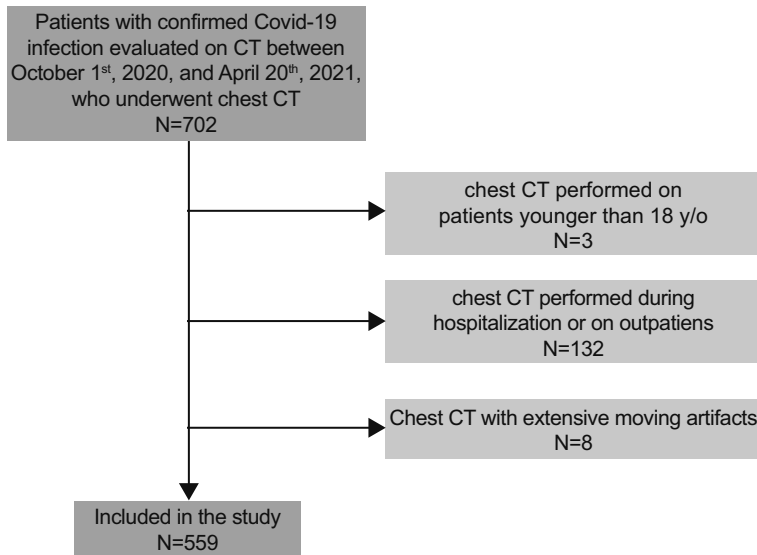 Patients with confirmed Covid-19
infection evaluated on CT between
October 1st, 2020, and April 20th, 2021,
who underwent chest CT
N=702
chest CT performed on
patients younger than 18 y/o
N=3
chest CT performed during
hospitalization or on outpatiens
N=132
Chest CT with extensive moving artifacts
N=8
Included in the study
N=559